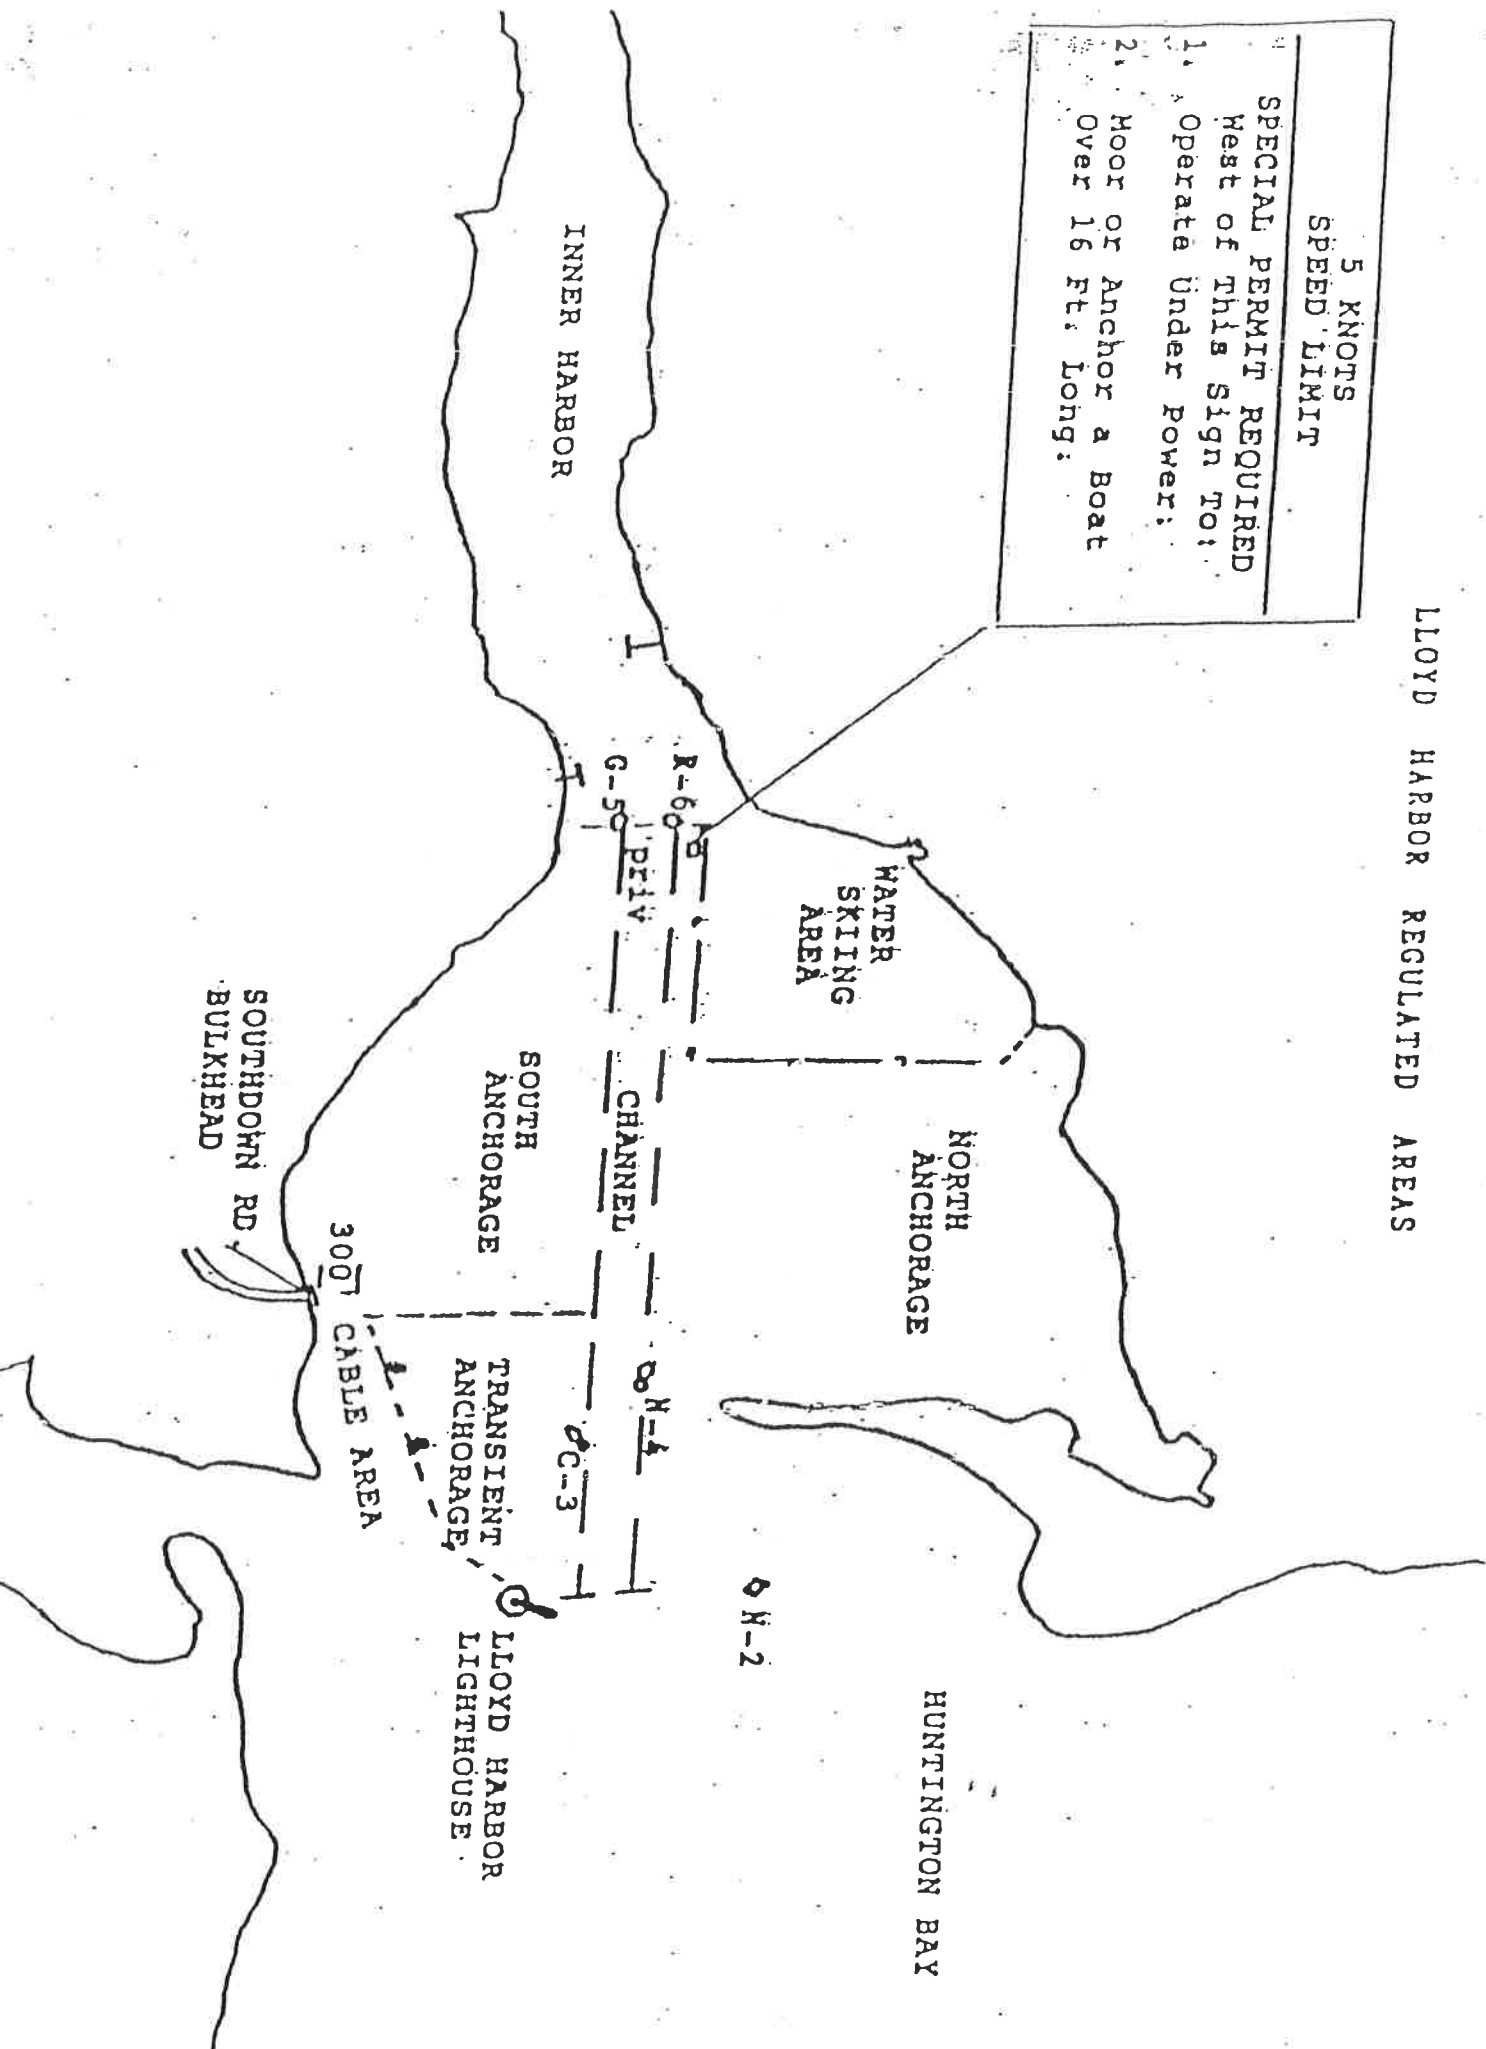 LLOYD HARBOR REGULATED AREAS
5 KNOTS
SPEED LIMIT
SPECIAL PERMIT REQUIRED
West of This Sign To:
1. Operate Under Power:
2. Moor or Anchor a Boat
Over 16 Ft. Long:
WATER
SKIING
AREA
NORTH
ANCHORAGE
HUNTINGTON BAY
INNER HARBOR
R-6
G-5
"Priv
CHANNEL
N-4
N-2
C-3
SOUTH
ANCHORAGE
TRANSIENT
ANCHORAGE
LLOYD HARBOR
LIGHTHOUSE
300'
CABLE AREA
SOUTHDOWN RD
BULKHEAD